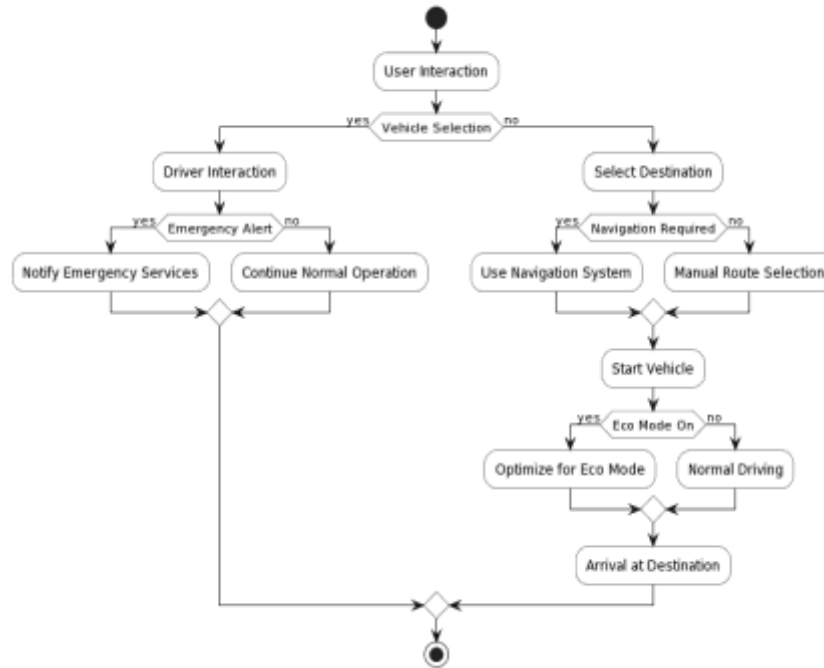 User Interaction
yes
Vehicle Selection
no
Driver Interaction
Select Destination
yes
Emergency Alert
no
yes
Navigation Required
no
Notify Emergency Services
Continue Normal Operation
Use Navigation System
Manual Route Selection
Start Vehicle
yes
Eco Mode On
no
Optimize for Eco Mode
Normal Driving
Arrival at Destination